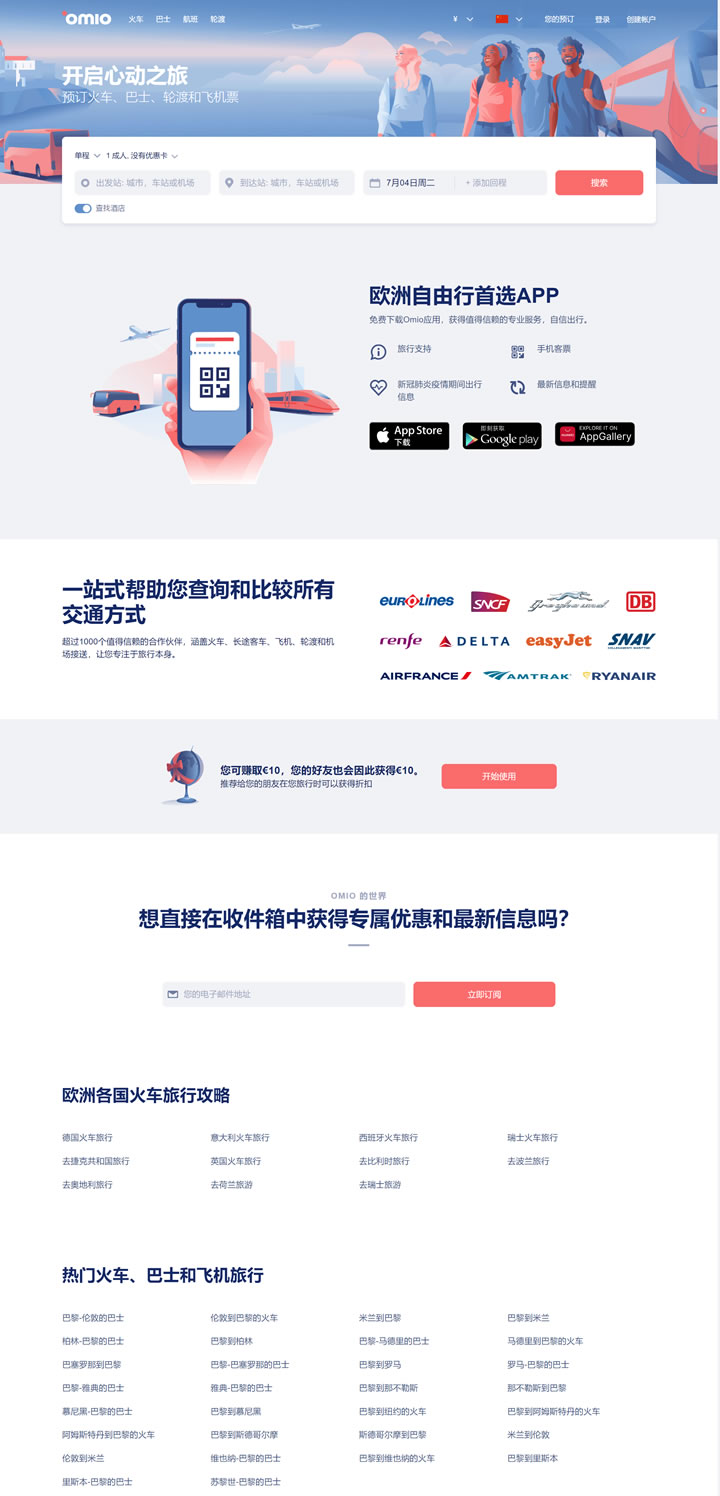 omio 火车 巴士 航班 轮渡 ¥ 您的预订 登录 创建帐户
开启心动之旅
预订火车、巴士、轮渡和飞机票
单程 1 成人, 没有优惠卡
出发站: 城市，车站或机场 到达站: 城市，车站或机场 7月04日周二 + 添加回程 搜索
查找酒店
欧洲自由行首选APP
免费下载Omio应用，获得值得信赖的专业服务，自信出行。
旅行支持 手机客票
新冠肺炎疫情期间出行
信息
最新信息和提醒
App Store
下载
即刻获取
Google play
EXPLORE IT ON
AppGallery
HUAWEI
一站式帮助您查询和比较所有
交通方式
超过1000个值得信赖的合作伙伴，涵盖火车、长途客车、飞机、轮渡和机
场接送，让您专注于旅行本身。
eurolines SNCF Greyhound DB
renfe DELTA easyJet SNAV
AIRFRANCE AMTRAK RYANAIR
您可赚取€10，您的好友也会因此获得€10。
推荐给您的朋友在您旅行时可以获得折扣
开始使用
OMIO 的世界
想直接在收件箱中获得专属优惠和最新信息吗?
您的电子邮件地址 立即订阅
欧洲各国火车旅行攻略
德国火车旅行 意大利火车旅行 西班牙火车旅行 瑞士火车旅行
去捷克共和国旅行 英国火车旅行 去比利时旅行 去波兰旅行
去奥地利旅行 去荷兰旅游 去瑞士旅游
热门火车、巴士和飞机旅行
巴黎-伦敦的巴士 伦敦到巴黎的火车 米兰到巴黎 巴黎到米兰
柏林-巴黎的巴士 巴黎到柏林 巴黎-马德里的巴士 马德里到巴黎的火车
巴塞罗那到巴黎 巴黎-巴塞罗那的巴士 巴黎到罗马 罗马-巴黎的巴士
巴黎-雅典的巴士 雅典-巴黎的巴士 巴黎到那不勒斯 那不勒斯到巴黎
慕尼黑-巴黎的巴士 巴黎到慕尼黑 巴黎到纽约的火车 巴黎到阿姆斯特丹的火车
阿姆斯特丹到巴黎的火车 巴黎到斯德哥尔摩 斯德哥尔摩到巴黎 米兰到伦敦
伦敦到米兰 维也纳-巴黎的巴士 巴黎到维也纳的火车 巴黎到里斯本
里斯本-巴黎的巴士 苏黎世-巴黎的巴士